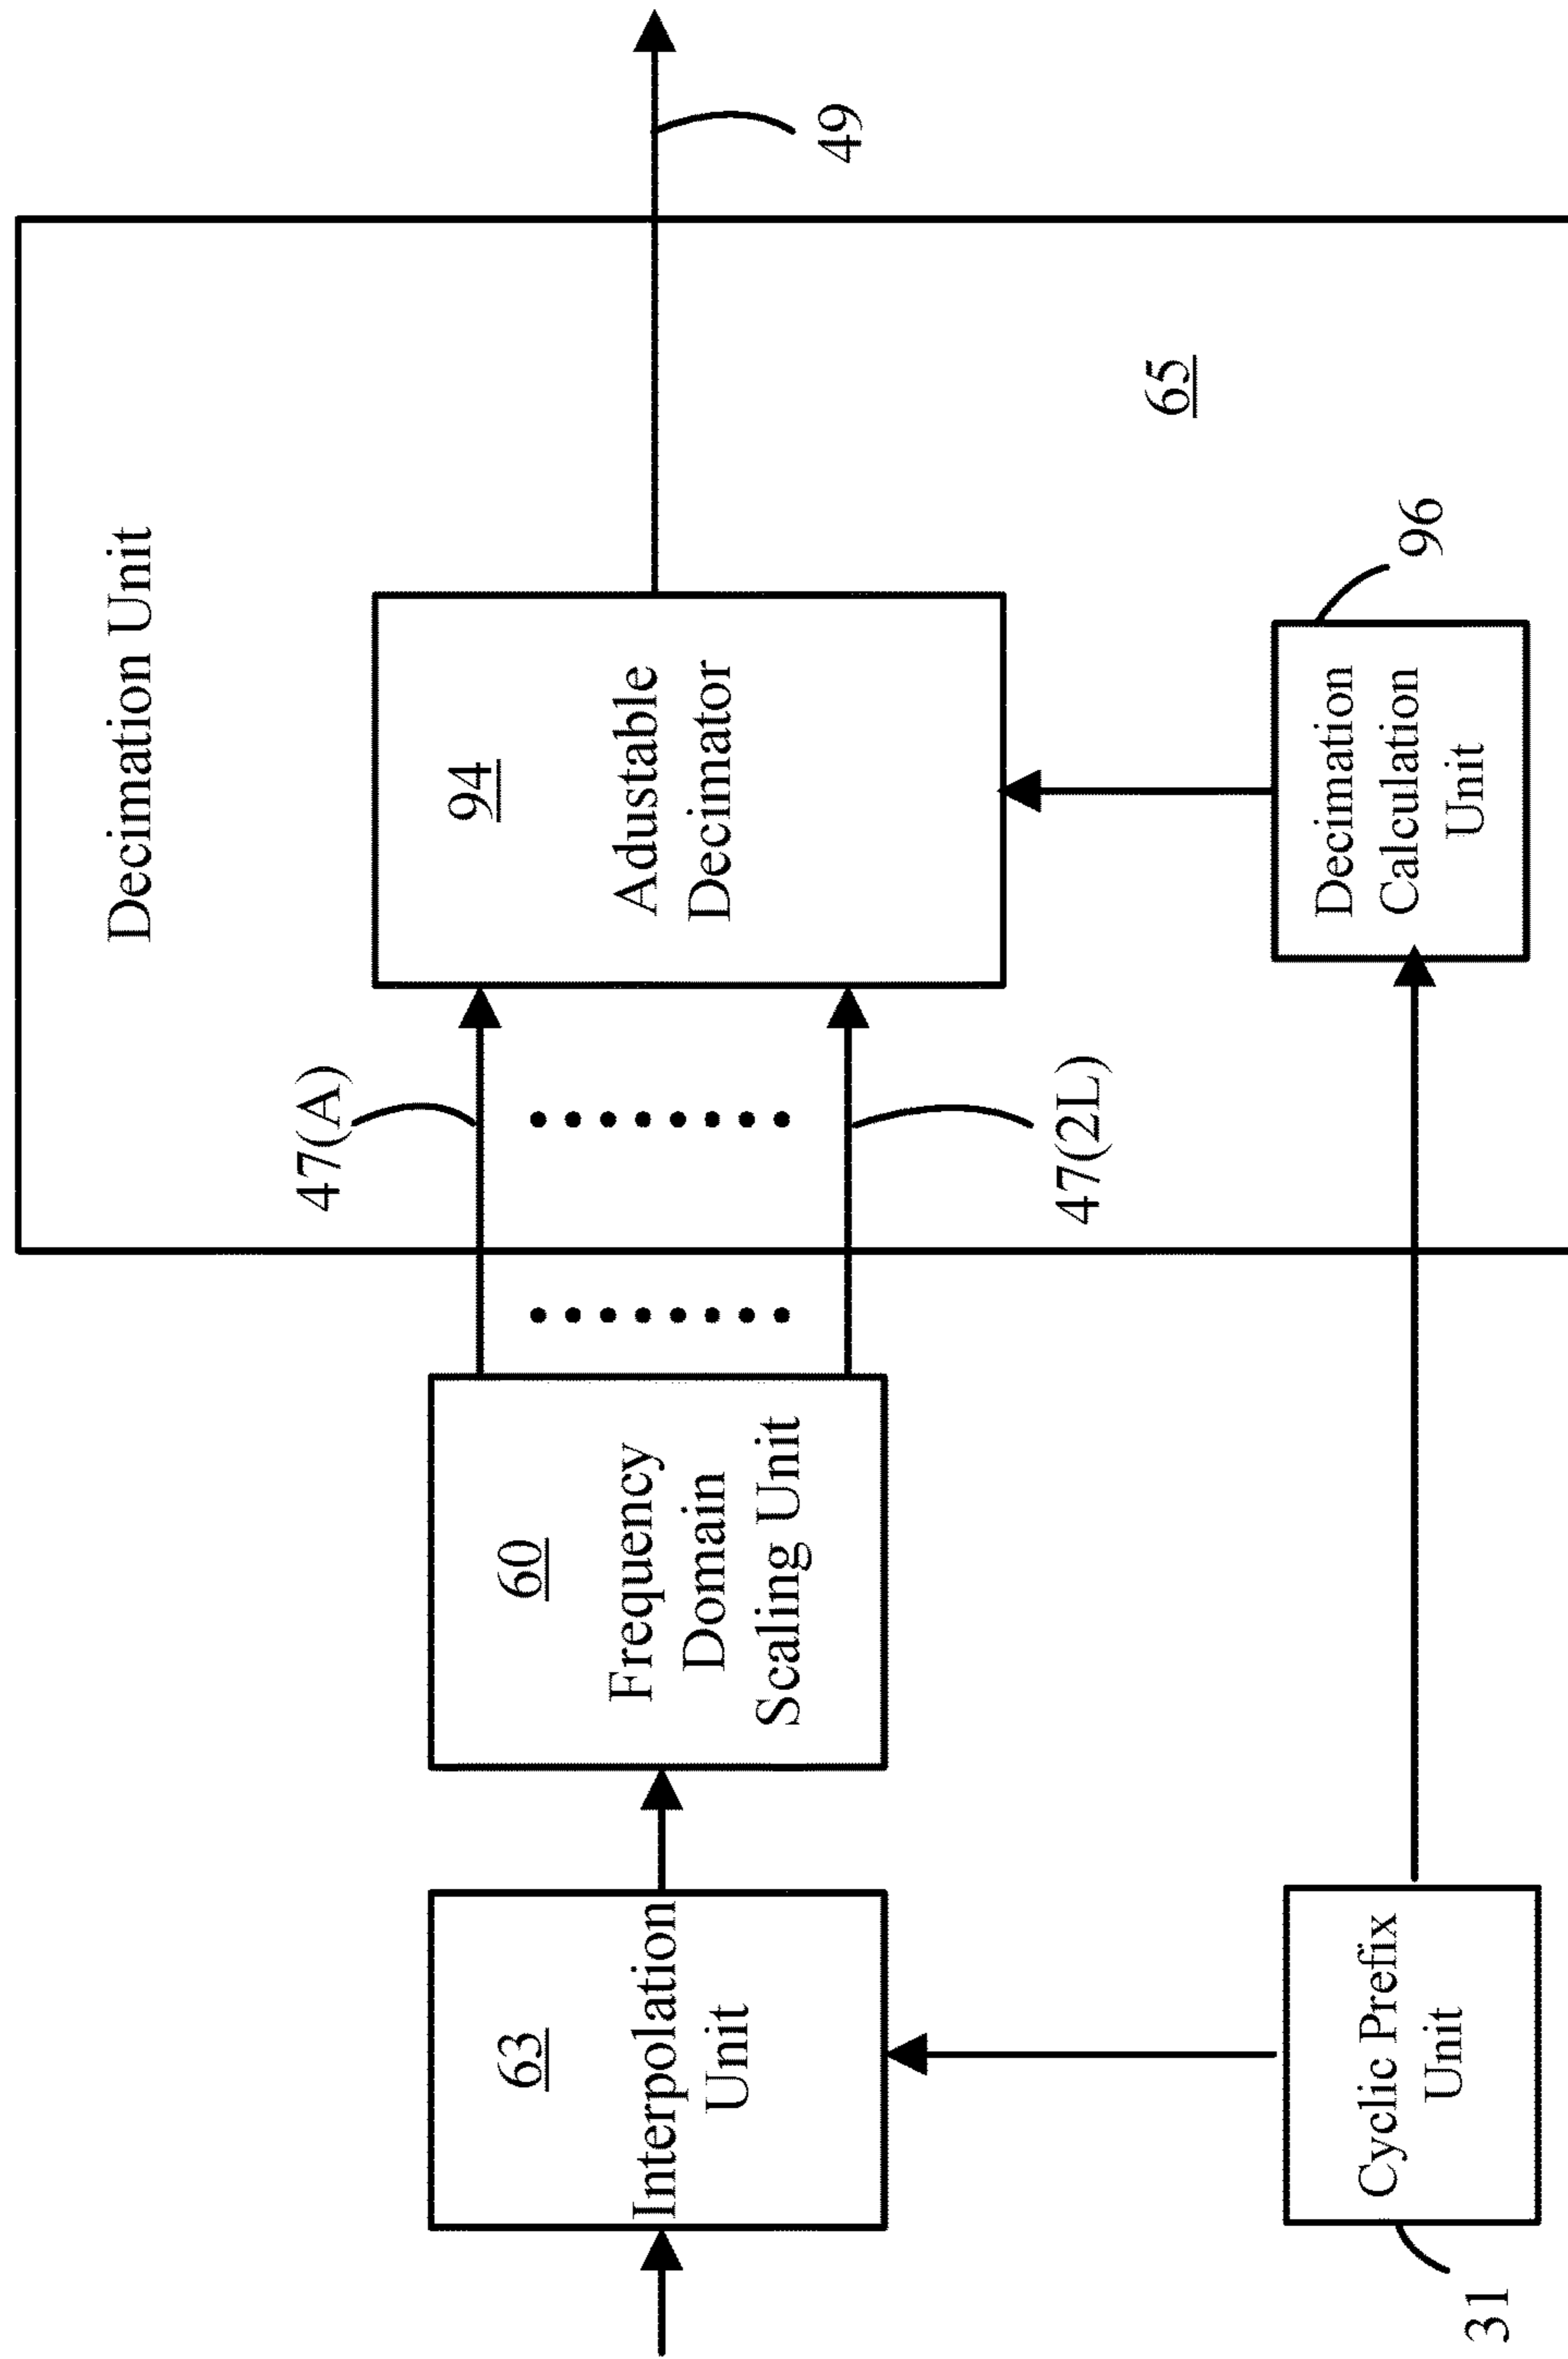 Decimation Unit
47(A)
49
63
Interpolation
Unit
60
Frequency
Domain
Scaling Unit
94
Adustable
Decimator
47(2L)
65
31
Cyclic Prefix
Unit
Decimation
Calculation
Unit
96